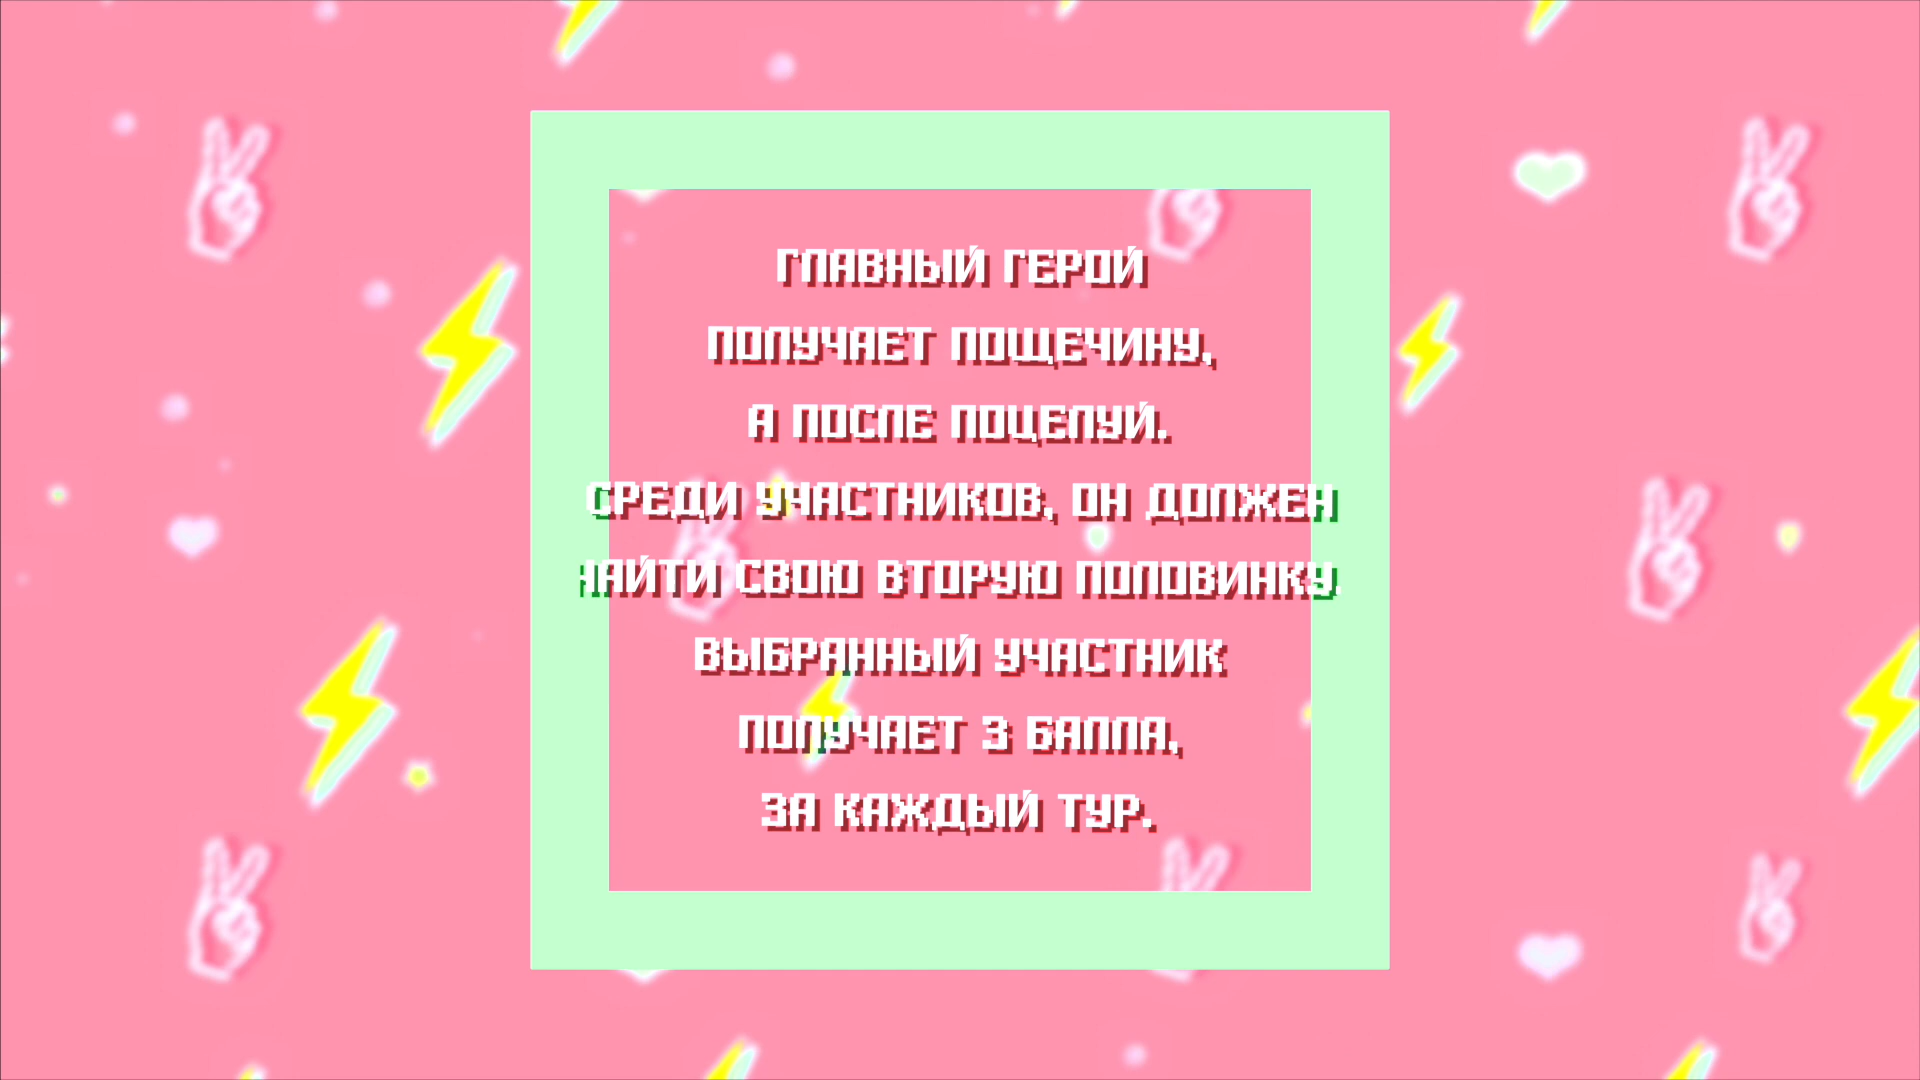 ГЛАВНЫЙ ГЕРОЙ
ПОЛУЧАЕТ ПОЩЕЧИНУ,
А ПОСЛЕ ПОЦЕЛУЙ.
СРЕДИ УЧАСТНИКОВ, ОН ДОЛЖЕН
НАЙТИ СВОЮ ВТОРУЮ ПОЛОВИНКУ.
ВЫБРАННЫЙ УЧАСТНИК
ПОЛУЧАЕТ 3 БАЛЛА,
ЗА КАЖДЫЙ ТУР.